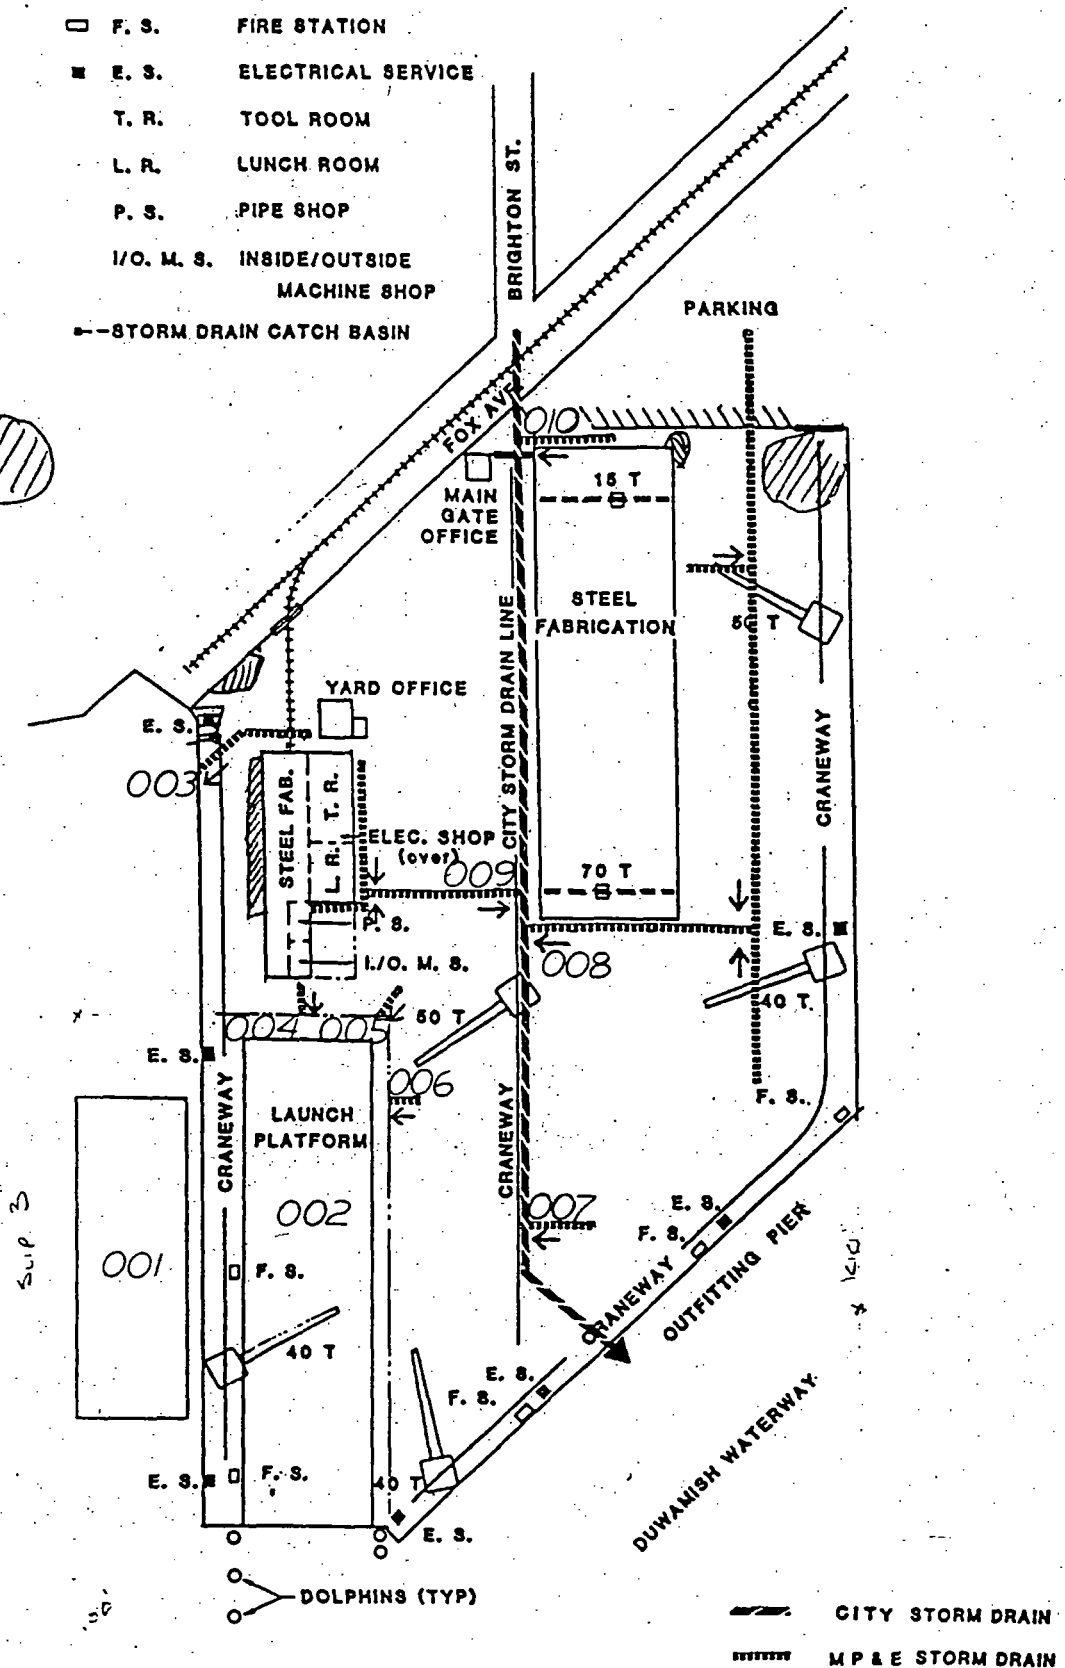 F. S. FIRE STATION
E. S. ELECTRICAL SERVICE
T. R. TOOL ROOM
L. R. LUNCH ROOM
P. S. PIPE SHOP
I/O. M. S. INSIDE/OUTSIDE
MACHINE SHOP
STORM DRAIN CATCH BASIN
BRIGHTON ST.
PARKING
FOX AVE
010
MAIN
GATE
OFFICE
15 T
STEEL
FABRICATION
50 T
CITY STORM DRAIN LINE
YARD OFFICE
E. S.
003
STEEL FAB.
L. R.
T. R.
ELEC. SHOP
(over)
009
70 T
CRANEWAY
E. S.
P. S.
008
I./O. M. S.
40 T.
50 T
004 005
E. S.
006
F. S.
CRANEWAY
LAUNCH
PLATFORM
CRANEWAY
002
007
E. S.
F. S.
SLIP 3
001
F. S.
CRANEWAY
OUTFITTING PIER
40 T
E. S.
F. S.
E. S.
F. S.
40 T
E. S.
DUWAMISH WATERWAY
DOLPHINS (TYP)
CITY STORM DRAIN
M P & E STORM DRAIN